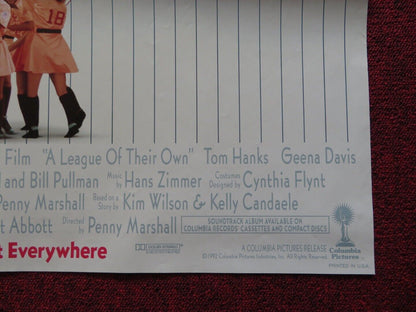 18
Film "A League Of Their Own" Tom Hanks Geena Davis
and Bill Pullman Music by Hans Zimmer Costumes Designed by Cynthia Flynt
Penny Marshall Based on a Story by Kim Wilson & Kelly Candaele
Abbott Directed by Penny Marshall SOUNDTRACK ALBUM AVAILABLE ON
COLUMBIA RECORDS CASSETTES AND COMPACT DISCS
Everywhere
DOLBY STEREO
A COLUMBIA PICTURES RELEASE
©1992 Columbia Pictures Industries, Inc. All Rights Reserved.
Columbia
Pictures
PRINTED IN U.S.A.